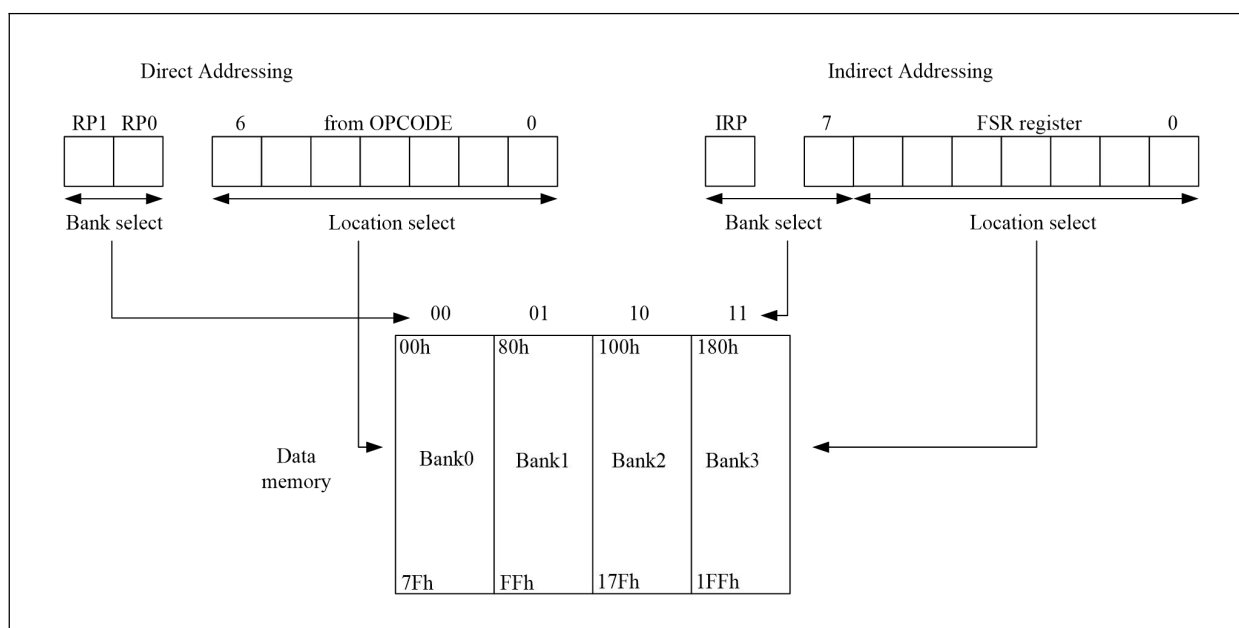 Direct Addressing
Indirect Addressing
RP1 RP0 6 from OPCODE 0
IRP 7 FSR register 0
Bank select Location select
Bank select Location select
00 01 10 11
00h 80h 100h 180h
Data
memory
Bank0 Bank1 Bank2 Bank3
7Fh FFh 17Fh 1FFh